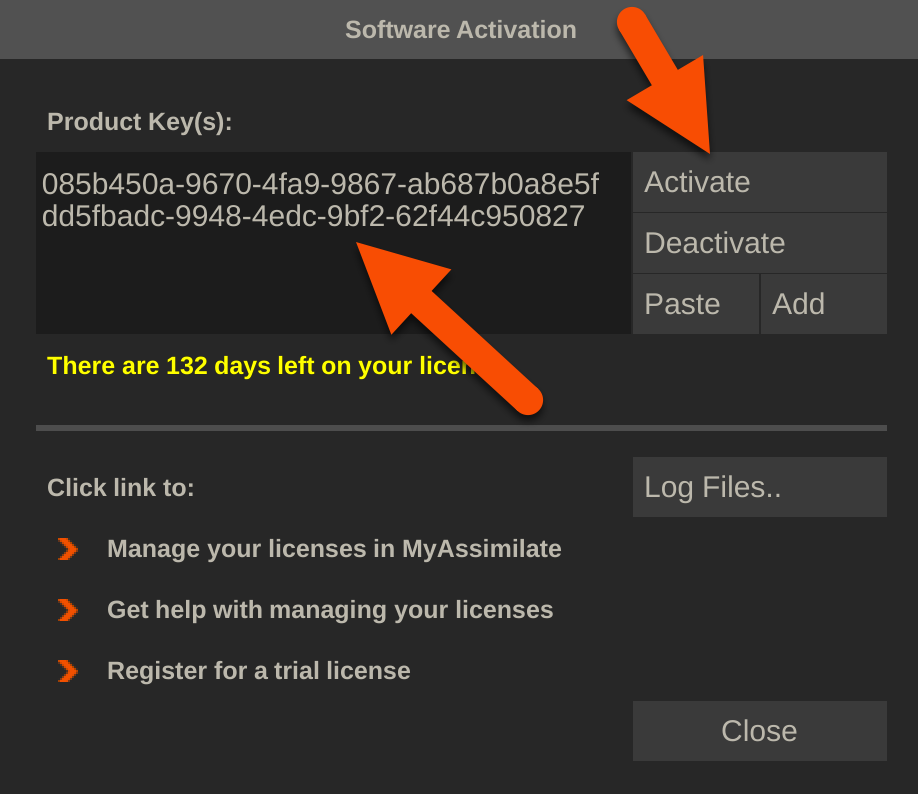 Software Activation
Product Key(s):
085b450a-9670-4fa9-9867-ab687b0a8e5f
dd5fbadc-9948-4edc-9bf2-62f44c950827
Activate
Deactivate
Paste
Add
There are 132 days left on your
Click link to:
Log Files..
Manage your licenses in MyAssimilate
Get help with managing your licenses
Register for a trial license
Close